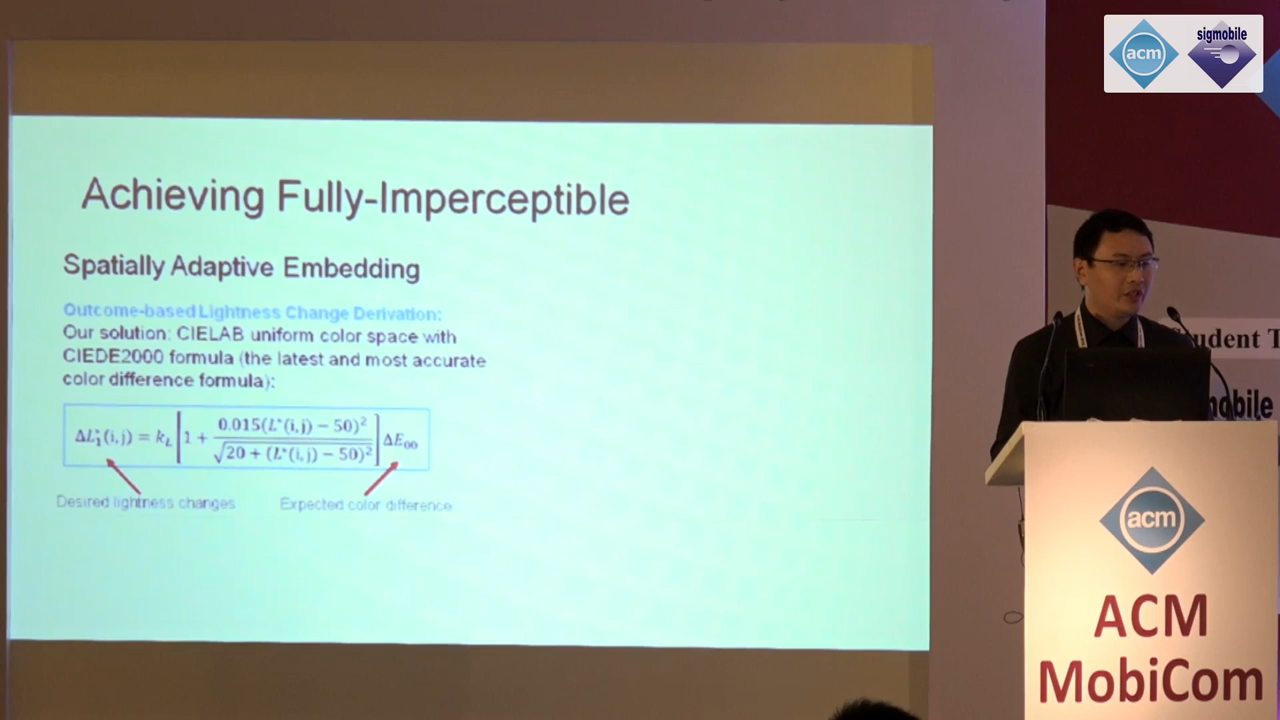 acm
sigmobile
Achieving Fully-Imperceptible
Spatially Adaptive Embedding
Outcome-based Lightness Change Derivation:
Our solution: CIELAB uniform color space with
CIEDE2000 formula (the latest and most accurate
color difference formula):
ΔL₁*(i,j) = k_L [1 + 0.015(L*(i,j) − 50)² / √(20 + (L*(i,j) − 50)²)] ΔE₀₀
Desired lightness changes
Expected color difference
udent T
mobile
acm
ACM
MobiCom